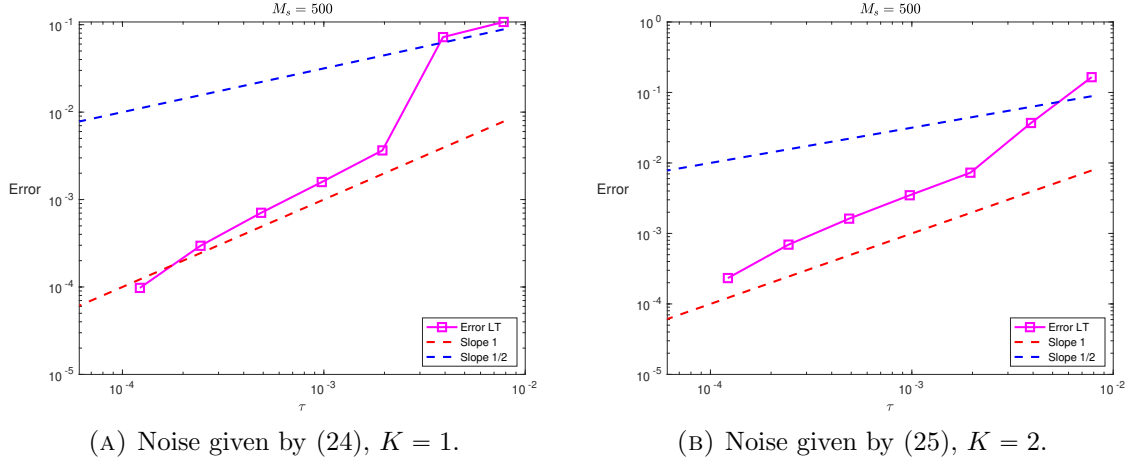 M_s = 500
10^{-1}
10^{-2}
Error
10^{-3}
10^{-4}
10^{-5}
10^{-4}
10^{-3}
10^{-2}
τ
Error LT
Slope 1
Slope 1/2
(A) Noise given by (24), K = 1.
M_s = 500
10^0
10^{-1}
10^{-2}
Error
10^{-3}
10^{-4}
10^{-5}
10^{-4}
10^{-3}
10^{-2}
τ
Error LT
Slope 1
Slope 1/2
(B) Noise given by (25), K = 2.